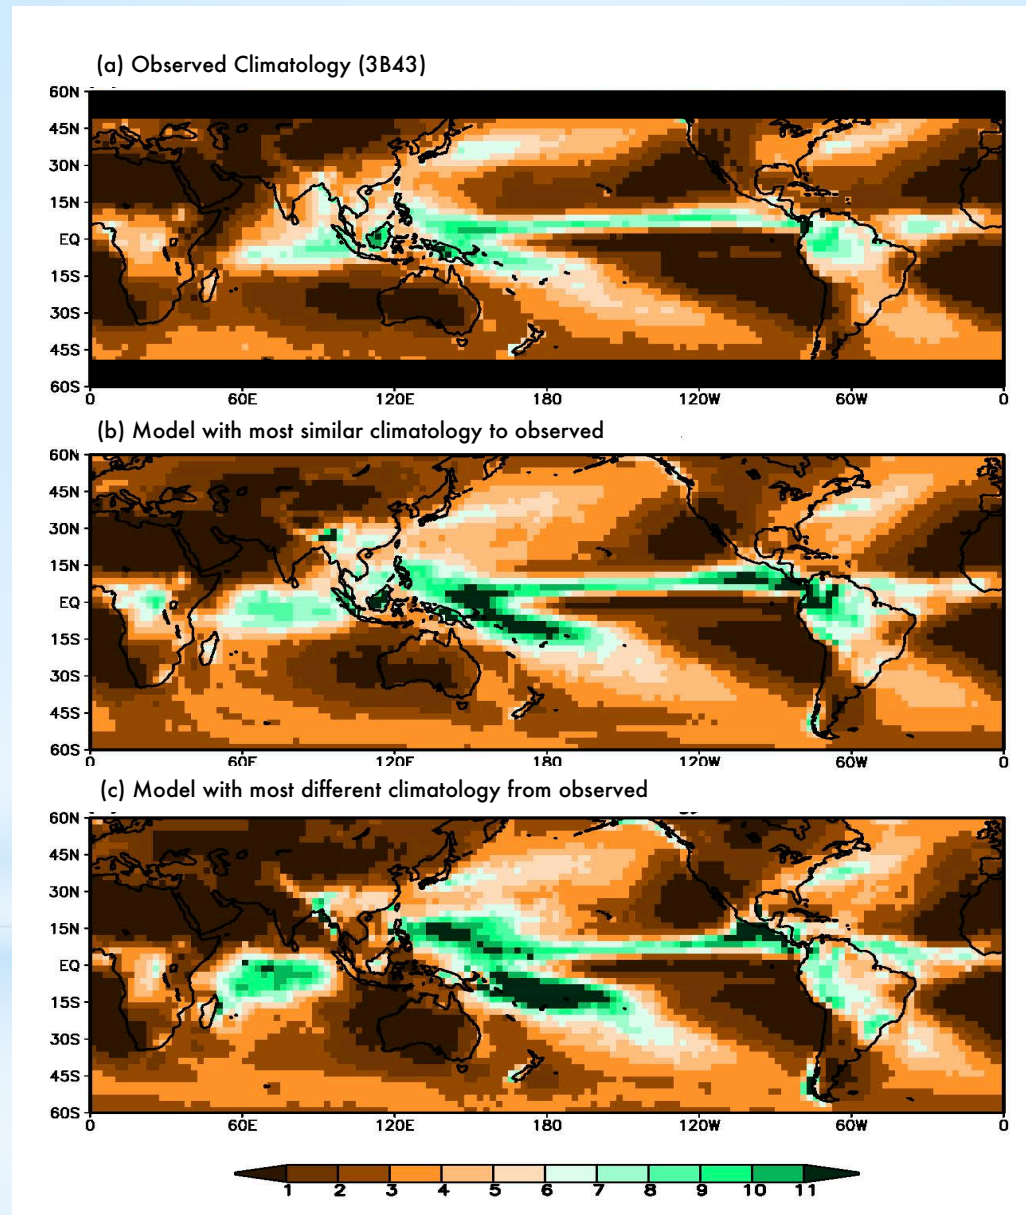 (a) Observed Climatology (3B43)
60N
45N
30N
15N
EQ
15S
30S
45S
60S
0 60E 120E 180 120W 60W 0
(b) Model with most similar climatology to observed
60N
45N
30N
15N
EQ
15S
30S
45S
60S
0 60E 120E 180 120W 60W 0
(c) Model with most different climatology from observed
60N
45N
30N
15N
EQ
15S
30S
45S
60S
0 60E 120E 180 120W 60W 0
1 2 3 4 5 6 7 8 9 10 11